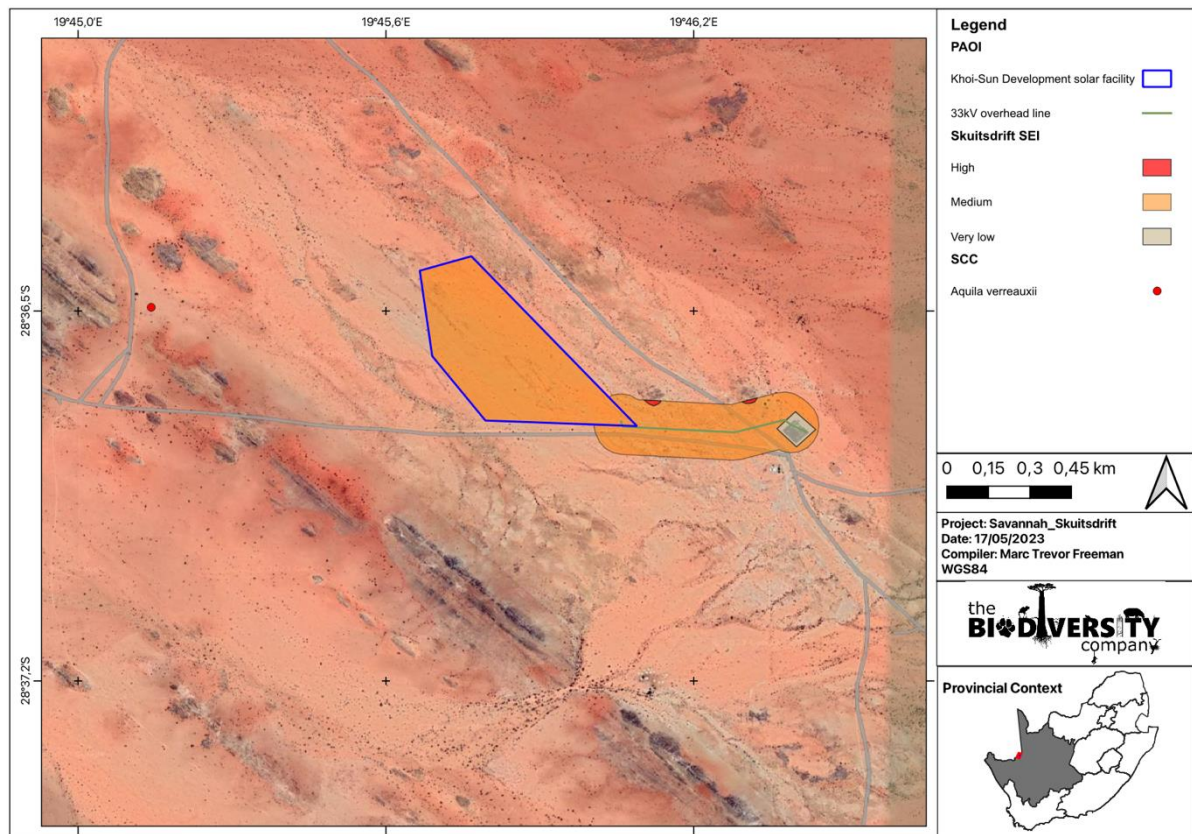 19°45,0'E
19°45,6'E
19°46,2'E
28°36,5'S
28°37,2'S
Legend
PAOI
Khoi-Sun Development solar facility
33kV overhead line
Skuitsdrift SEI
High
Medium
Very low
SCC
Aquila verreauxii
0 0,15 0,3 0,45 km
Project: Savannah_Skuitsdrift
Date: 17/05/2023
Compiler: Marc Trevor Freeman
WGS84
the
BIODIVERSITY
company
Provincial Context